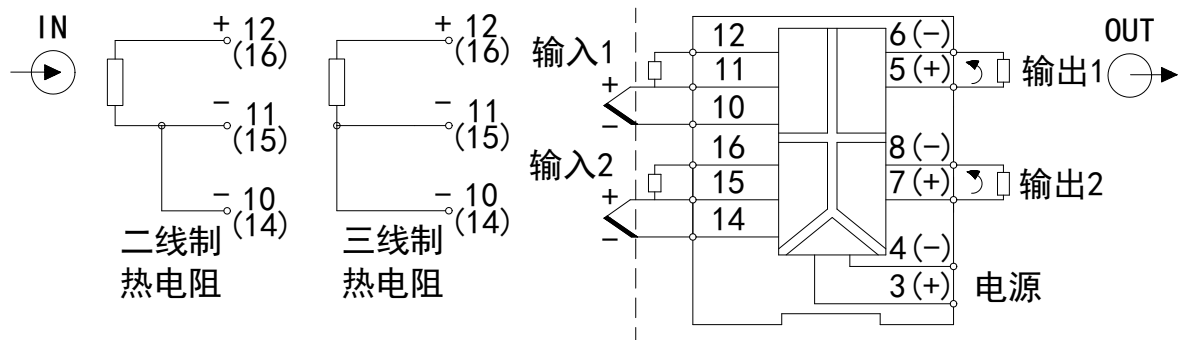 IN
+ 12
(16)
- 11
(15)
- 10
(14)
二线制
热电阻
+ 12
(16)
- 11
(15)
- 10
(14)
三线制
热电阻
输入1
+
-
输入2
+
-
12
11
10
16
15
14
6(-)
5(+)
8(-)
7(+)
4(-)
3(+)
输出1
输出2
电源
OUT